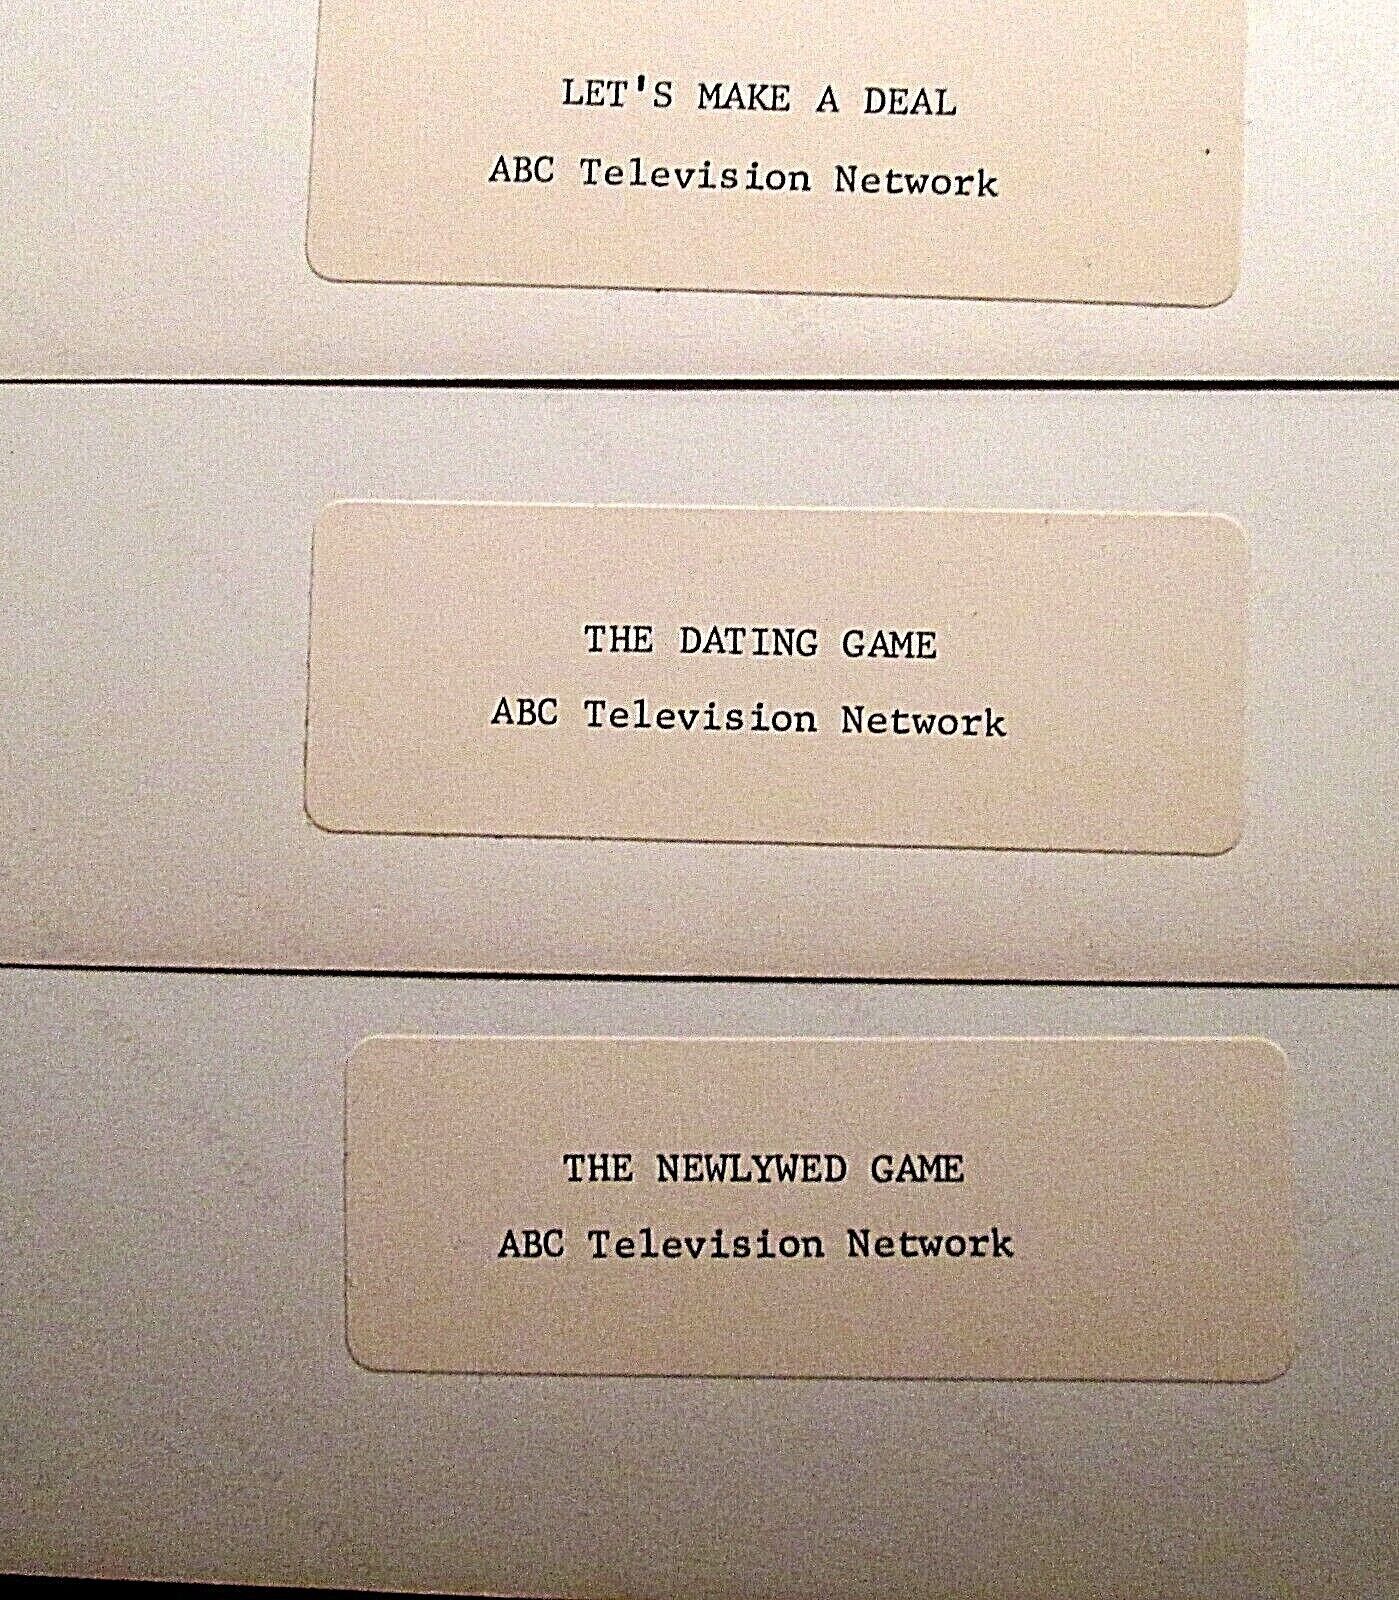 LET'S MAKE A DEAL
ABC Television Network
THE DATING GAME
ABC Television Network
THE NEWLYWED GAME
ABC Television Network